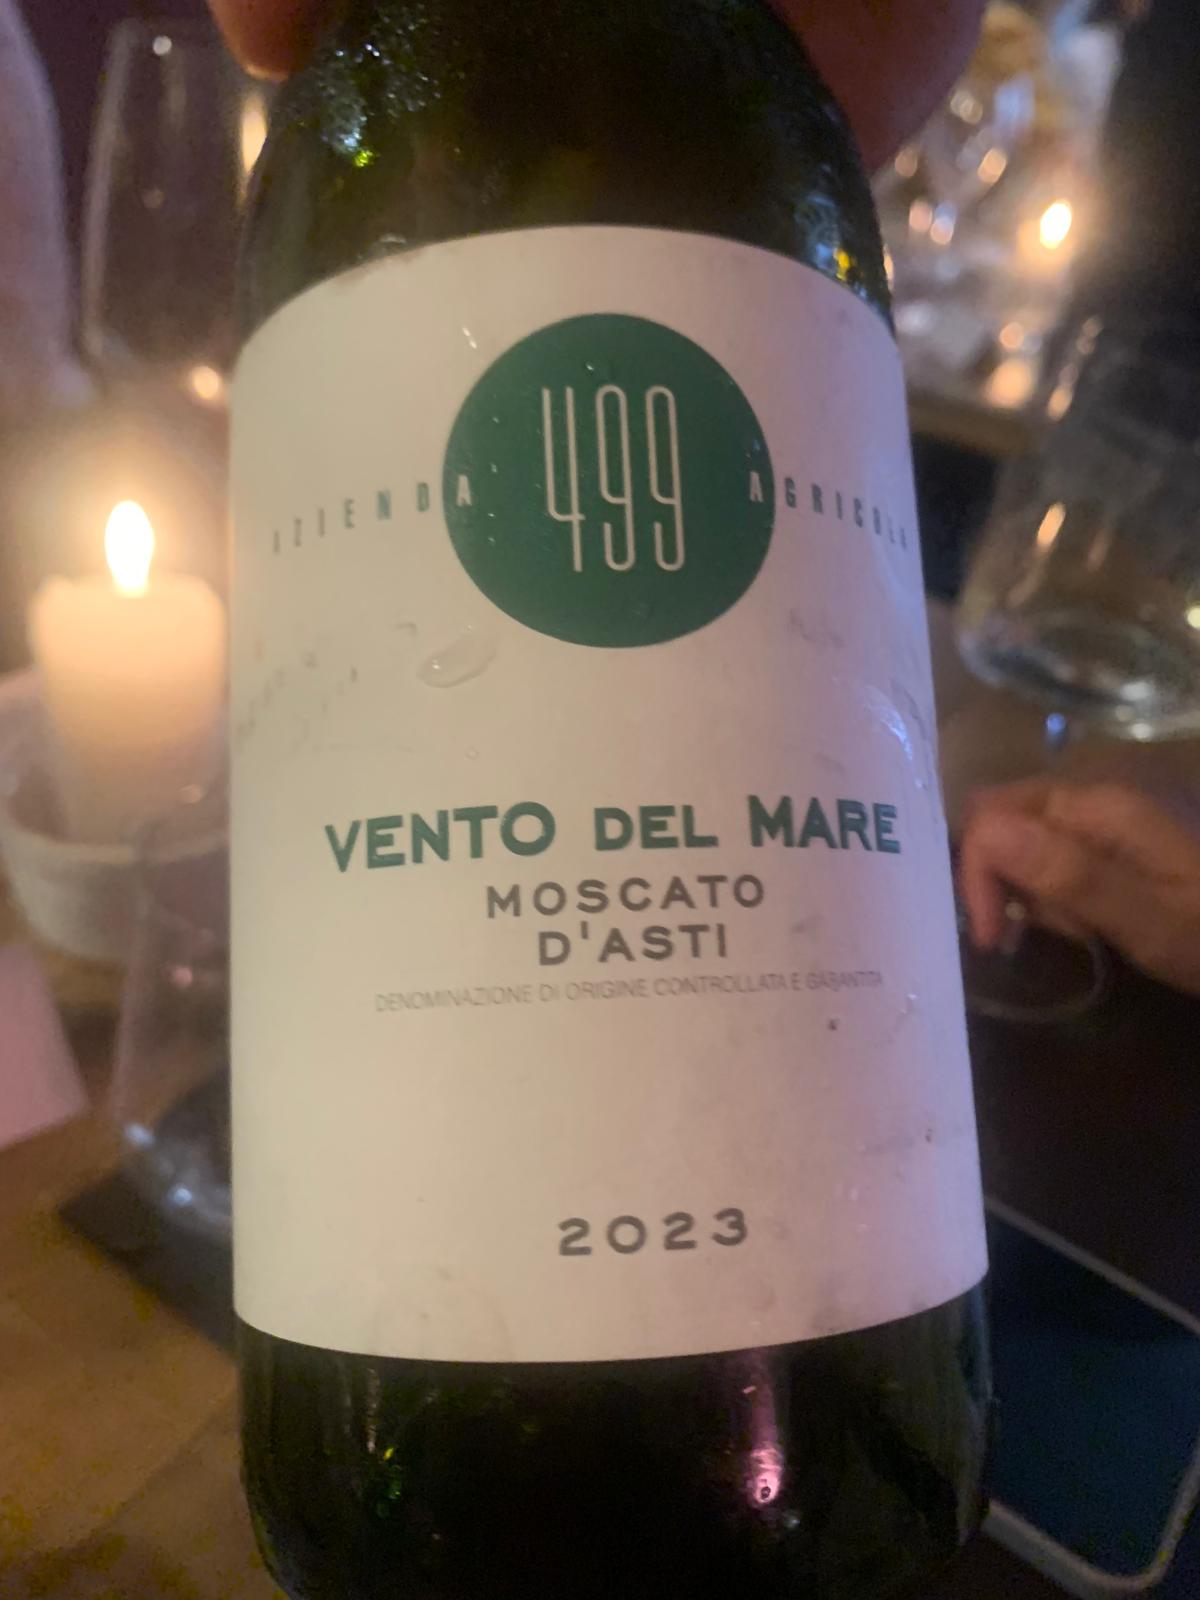 499
AZIENDA AGRICOLA
VENTO DEL MARE
MOSCATO
D'ASTI
DENOMINAZIONE DI ORIGINE CONTROLLATA E GARANTITA
2023